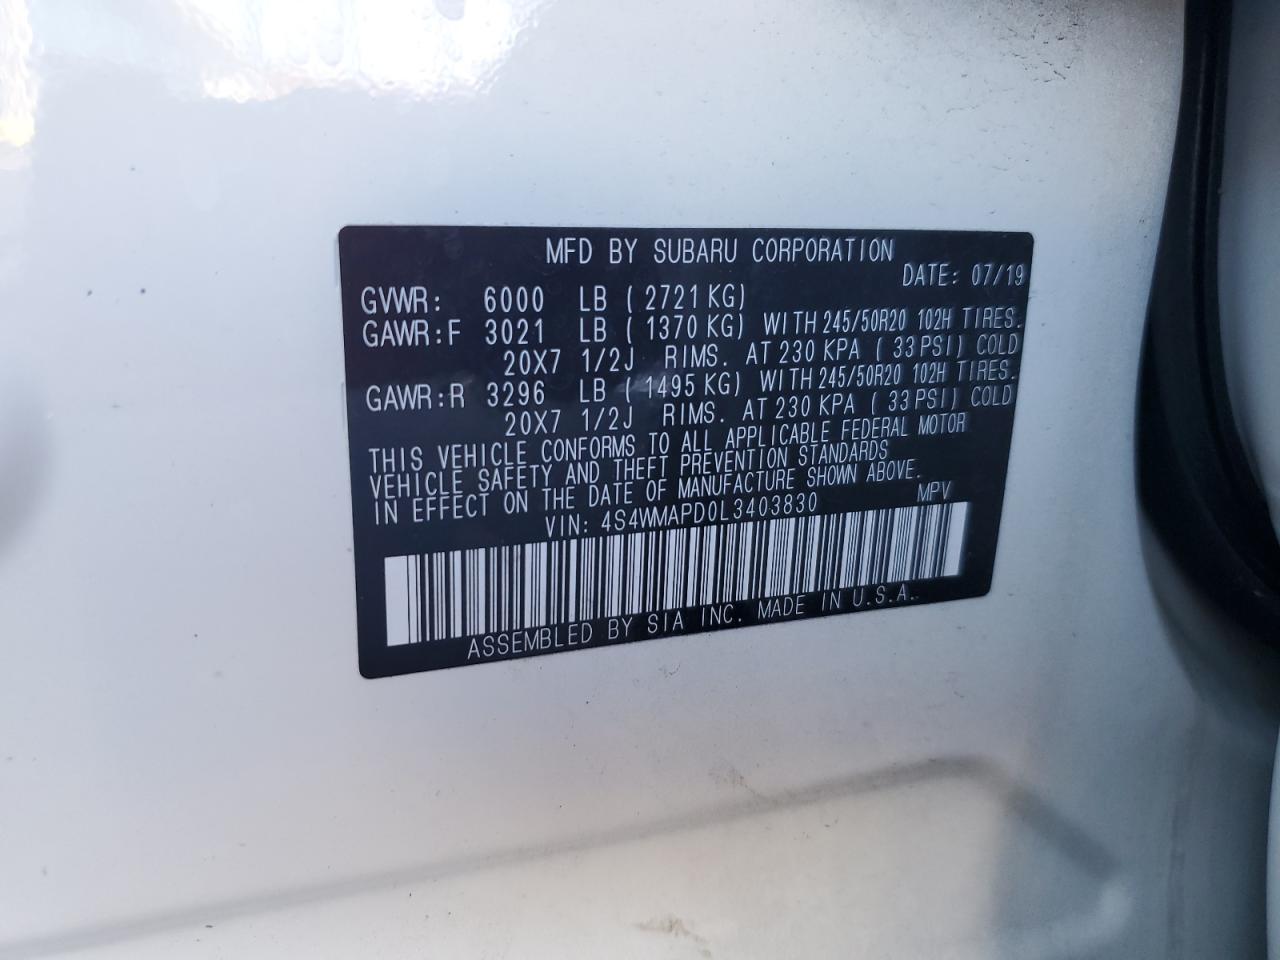 MFD BY SUBARU CORPORATION
DATE: 07/19
GVWR: 6000 LB ( 2721 KG)
GAWR:F 3021 LB ( 1370 KG) WITH 245/50R20 102H TIRES.
20X7 1/2J RIMS. AT 230 KPA ( 33 PSI) COLD
GAWR:R 3296 LB ( 1495 KG) WITH 245/50R20 102H TIRES.
20X7 1/2J RIMS. AT 230 KPA ( 33 PSI) COLD
THIS VEHICLE CONFORMS TO ALL APPLICABLE FEDERAL MOTOR
VEHICLE SAFETY AND THEFT PREVENTION STANDARDS
IN EFFECT ON THE DATE OF MANUFACTURE SHOWN ABOVE.
VIN: 4S4WMAPD0L3403830 MPV
ASSEMBLED BY SIA INC. MADE IN U.S.A.